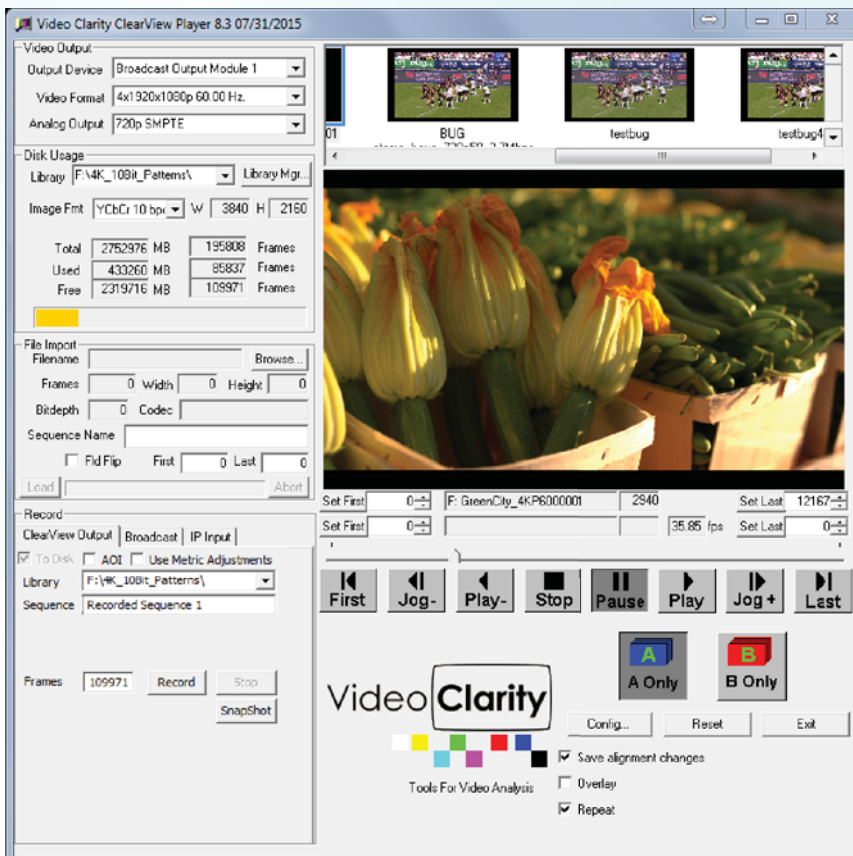 Video Clarity ClearView Player 8.3 07/31/2015
Video Output
Output Device Broadcast Output Module 1
Video Format 4x1920x1080p 60.00 Hz.
Analog Output 720p SMPTE
Disk Usage
Library F:\4K_10Bit_Patterns\ Library Mgr...
Image Fmt YCbCr 10 bpc W 3840 H 2160
Total 2752976 MB 195808 Frames
Used 433260 MB 85837 Frames
Free 2319716 MB 109971 Frames
File Import
Filename Browse...
Frames 0 Width 0 Height 0
Bitdepth 0 Codec
Sequence Name
Fld Flip First 0 Last 0
Load Abort
Record
ClearView Output Broadcast IP Input
To Disk AOI Use Metric Adjustments
Library F:\4K_10Bit_Patterns\
Sequence Recorded Sequence 1
Frames 109971 Record Stop
SnapShot
01 BUG testbug testbug4
Set First 0 F: GreenCity_4KP6000001 2940 Set Last 12167
Set First 0 35.85 fps Set Last 0
First Jog- Play- Stop Pause Play Jog+ Last
A B
A Only B Only
Video Clarity
Tools For Video Analysis
Config... Reset Exit
Save alignment changes
Overlay
Repeat